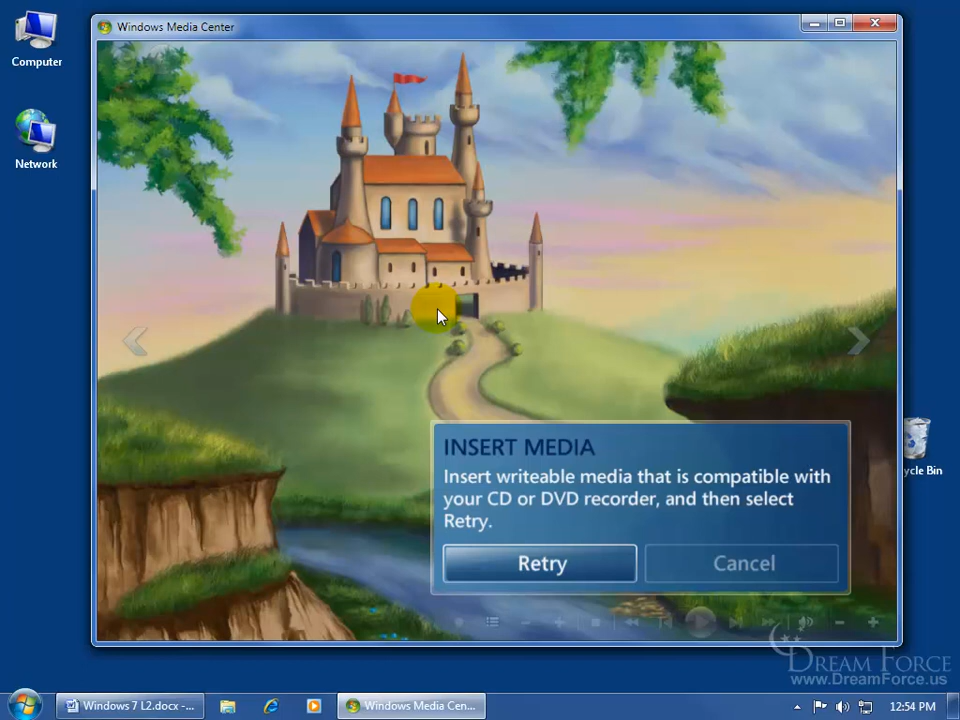 Computer
Network
Windows Media Center
INSERT MEDIA
Insert writeable media that is compatible with
your CD or DVD recorder, and then select
Retry.
Retry
Cancel
cycle Bin
DREAM FORCE
www.DreamForce.us
Windows 7 L2.docx -...
Windows Media Cen...
12:54 PM